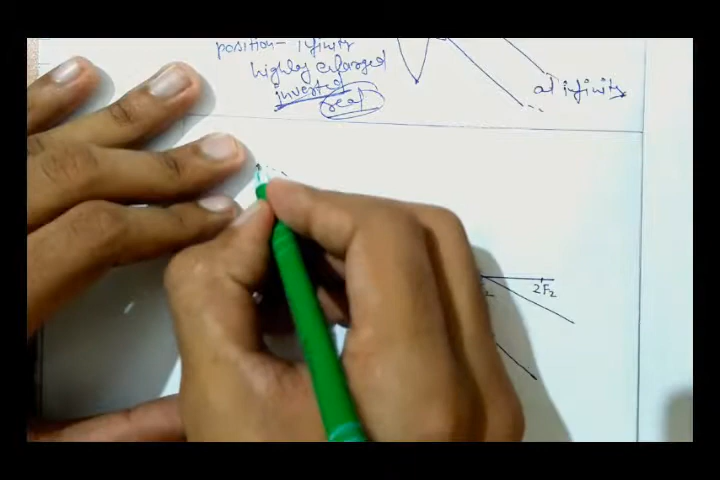 position - infinity
highly enlarged
inverted
real
at infinity
2F2